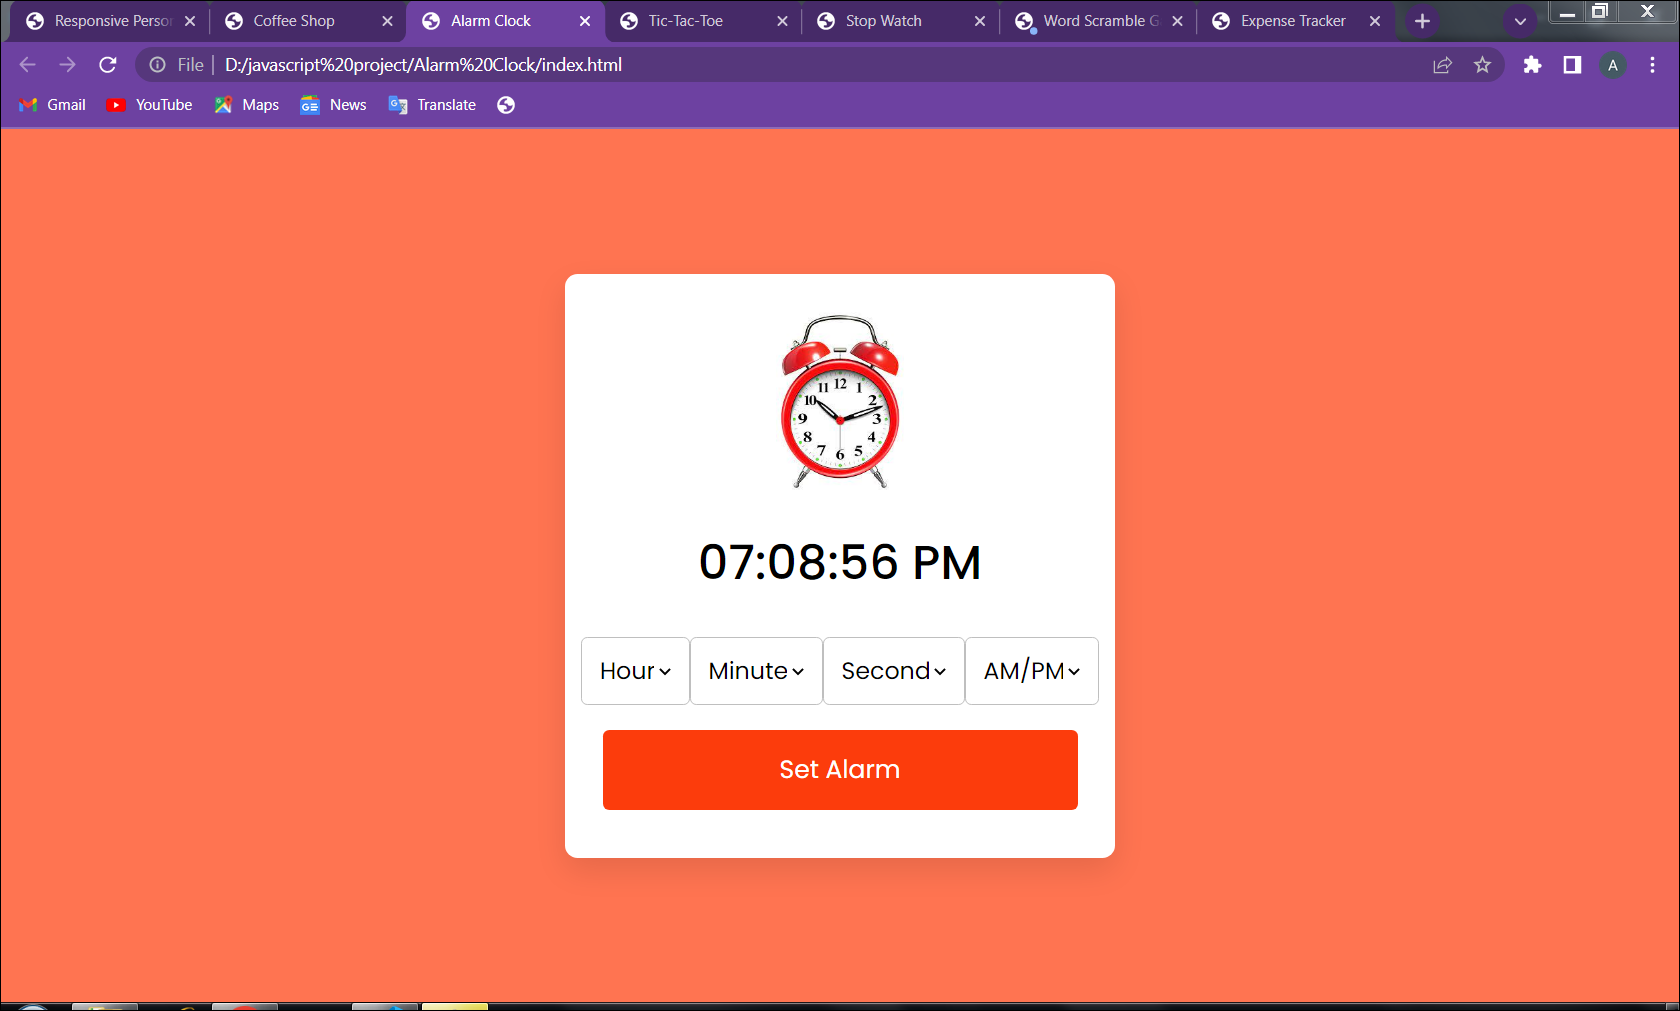 Responsive Perso
Coffee Shop
Alarm Clock
Tic-Tac-Toe
Stop Watch
Word Scramble G
Expense Tracker
File
D:/javascript%20project/Alarm%20Clock/index.html
A
Gmail
YouTube
Maps
News
Translate
12
11
1
10
2
9
3
8
4
7
5
6
07:08:56 PM
Hour
Minute
Second
AM/PM
Set Alarm